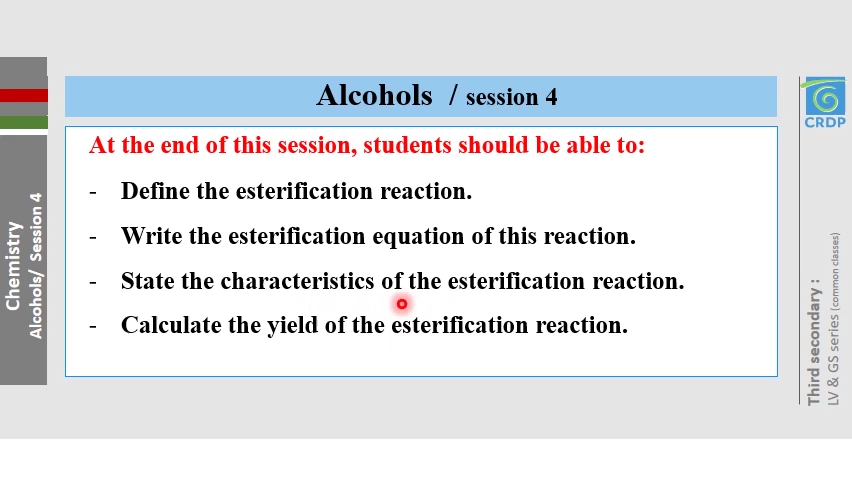 Alcohols / session 4
At the end of this session, students should be able to:
- Define the esterification reaction.
- Write the esterification equation of this reaction.
- State the characteristics of the esterification reaction.
- Calculate the yield of the esterification reaction.
Chemistry
Alcohols/ Session 4
CRDP
Third secondary :
LV & GS series (common classes)